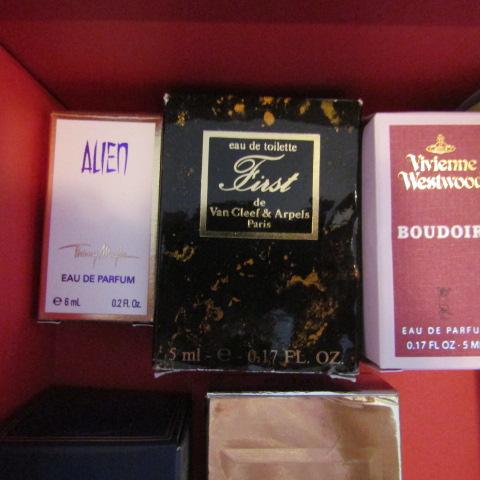 ALIEN
Thierry Mugler
EAU DE PARFUM
e 6 mL 0.2 Fl. Oz.
eau de toilette
First
de
Van Cleef & Arpels
Paris
5 ml - e - 0.17 FL. OZ.
Vivienne
Westwood
BOUDOIR
EAU DE PARFU
0.17 FL OZ - 5 M